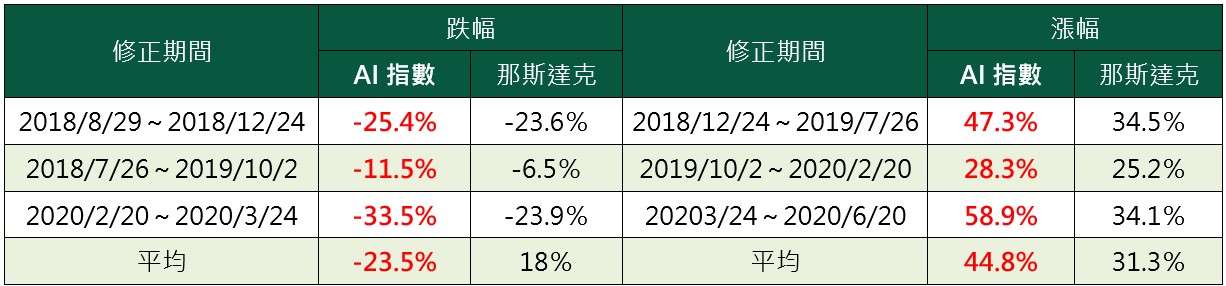 修正期間 跌幅 修正期間 漲幅
AI 指數 那斯達克 AI 指數 那斯達克
2018/8/29～2018/12/24 -25.4% -23.6% 2018/12/24～2019/7/26 47.3% 34.5%
2018/7/26～2019/10/2 -11.5% -6.5% 2019/10/2～2020/2/20 28.3% 25.2%
2020/2/20～2020/3/24 -33.5% -23.9% 20203/24～2020/6/20 58.9% 34.1%
平均 -23.5% 18% 平均 44.8% 31.3%